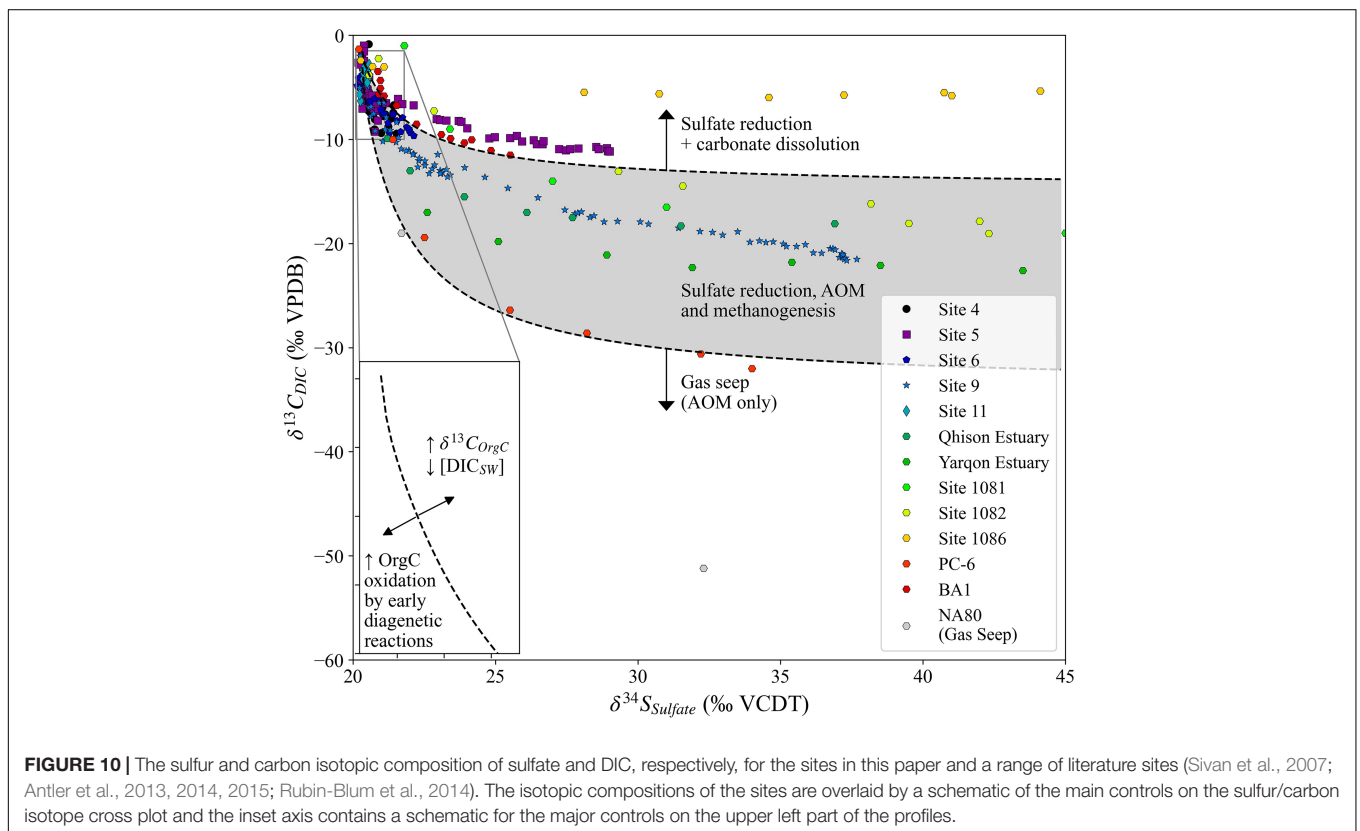 0
−10
−20
−30
−40
−50
−60
δ¹³C_DIC (‰ VPDB)
20
25
30
35
40
45
δ³⁴S_Sulfate (‰ VCDT)
Sulfate reduction
+ carbonate dissolution
Sulfate reduction, AOM
and methanogenesis
Gas seep
(AOM only)
↑ δ¹³C_OrgC
↓ [DIC_SW]
↑ OrgC
oxidation
by early
diagenetic
reactions
Site 4
Site 5
Site 6
Site 9
Site 11
Qhison Estuary
Yarqon Estuary
Site 1081
Site 1082
Site 1086
PC-6
BA1
NA80
(Gas Seep)
FIGURE 10 | The sulfur and carbon isotopic composition of sulfate and DIC, respectively, for the sites in this paper and a range of literature sites (Sivan et al., 2007;
Antler et al., 2013, 2014, 2015; Rubin-Blum et al., 2014). The isotopic compositions of the sites are overlaid by a schematic of the main controls on the sulfur/carbon
isotope cross plot and the inset axis contains a schematic for the major controls on the upper left part of the profiles.